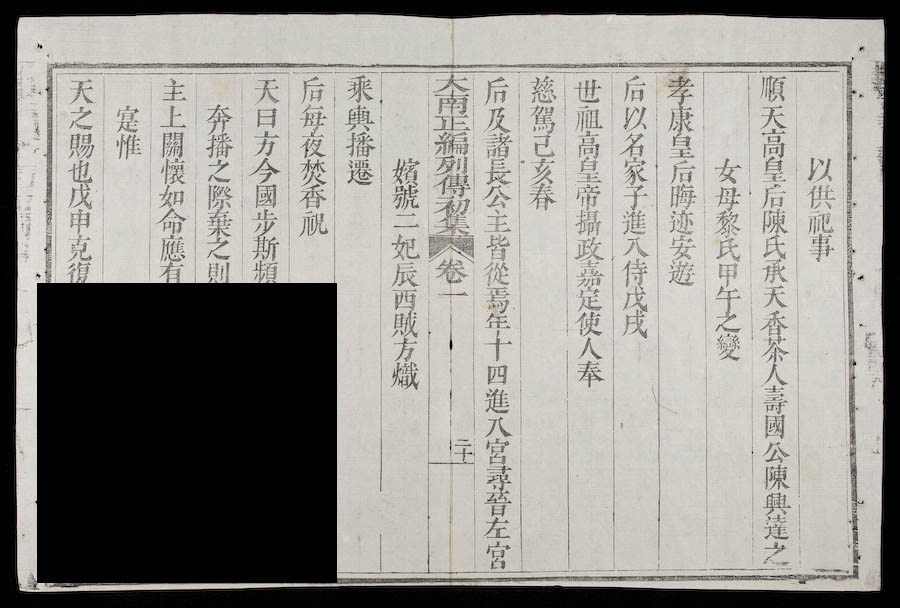 以供祀事
順天高皇后陳氏承天香茶人壽國公陳興達之
女母黎氏甲午之變
孝康皇后晦迹安遊
后以名家子進入侍戊戌
世祖高皇帝攝政嘉定使人奉
慈駕己亥春
后及諸長公主皆從焉年十四進入宮尋晉左宮
大南正編列傳初集 卷一 二十
嬪號二妃辰西賊方熾
乘輿播遷
后每夜焚香祝
天曰方今國步斯頻
奔播之際棄之則
主上關懷如命應有
寔惟
天之賜也戊申克復